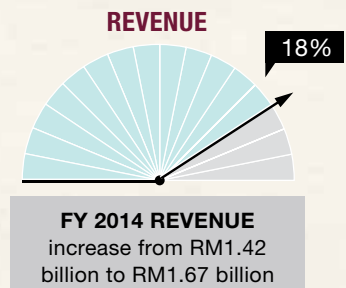 REVENUE
18%
FY 2014 REVENUE
increase from RM1.42
billion to RM1.67 billion